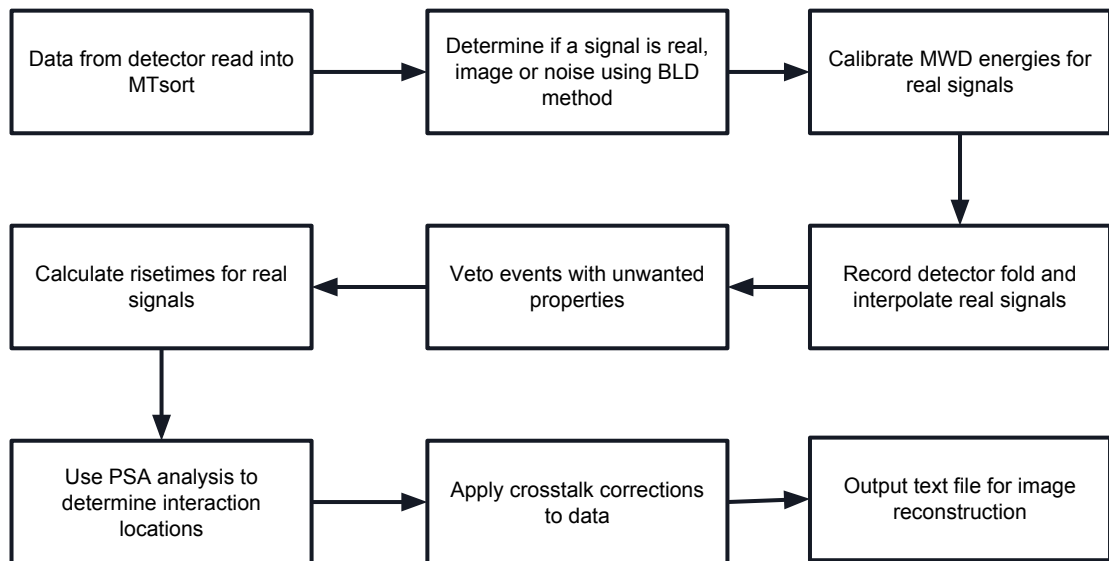 Data from detector read into
MTsort
Determine if a signal is real,
image or noise using BLD
method
Calibrate MWD energies for
real signals
Record detector fold and
interpolate real signals
Veto events with unwanted
properties
Calculate risetimes for real
signals
Use PSA analysis to
determine interaction
locations
Apply crosstalk corrections
to data
Output text file for image
reconstruction